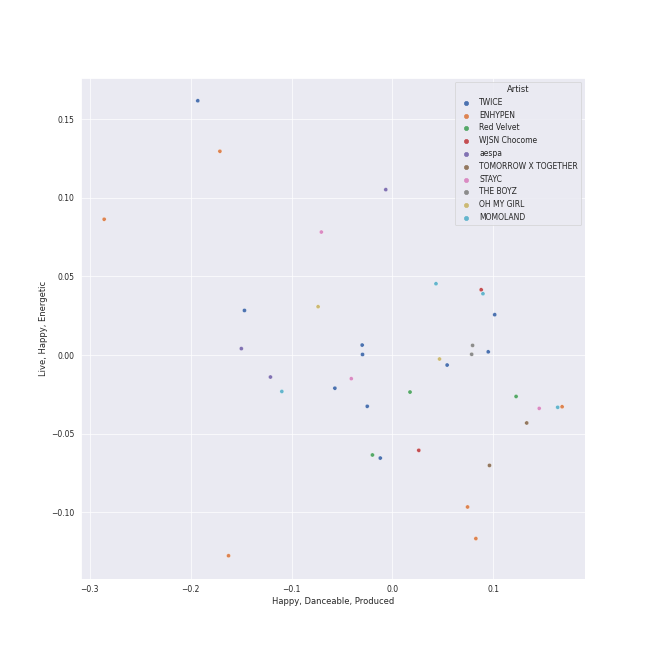 Artist
TWICE
ENHYPEN
Red Velvet
WJSN Chocome
aespa
TOMORROW X TOGETHER
STAYC
THE BOYZ
OH MY GIRL
MOMOLAND
0.15
0.10
0.05
0.00
−0.05
−0.10
Live, Happy, Energetic
−0.3 −0.2 −0.1 0.0 0.1
Happy, Danceable, Produced